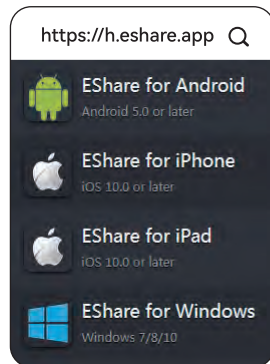 https://h.eshare.app
EShare for Android
Android 5.0 or later
EShare for iPhone
iOS 10.0 or later
EShare for iPad
iOS 10.0 or later
EShare for Windows
Windows 7/8/10